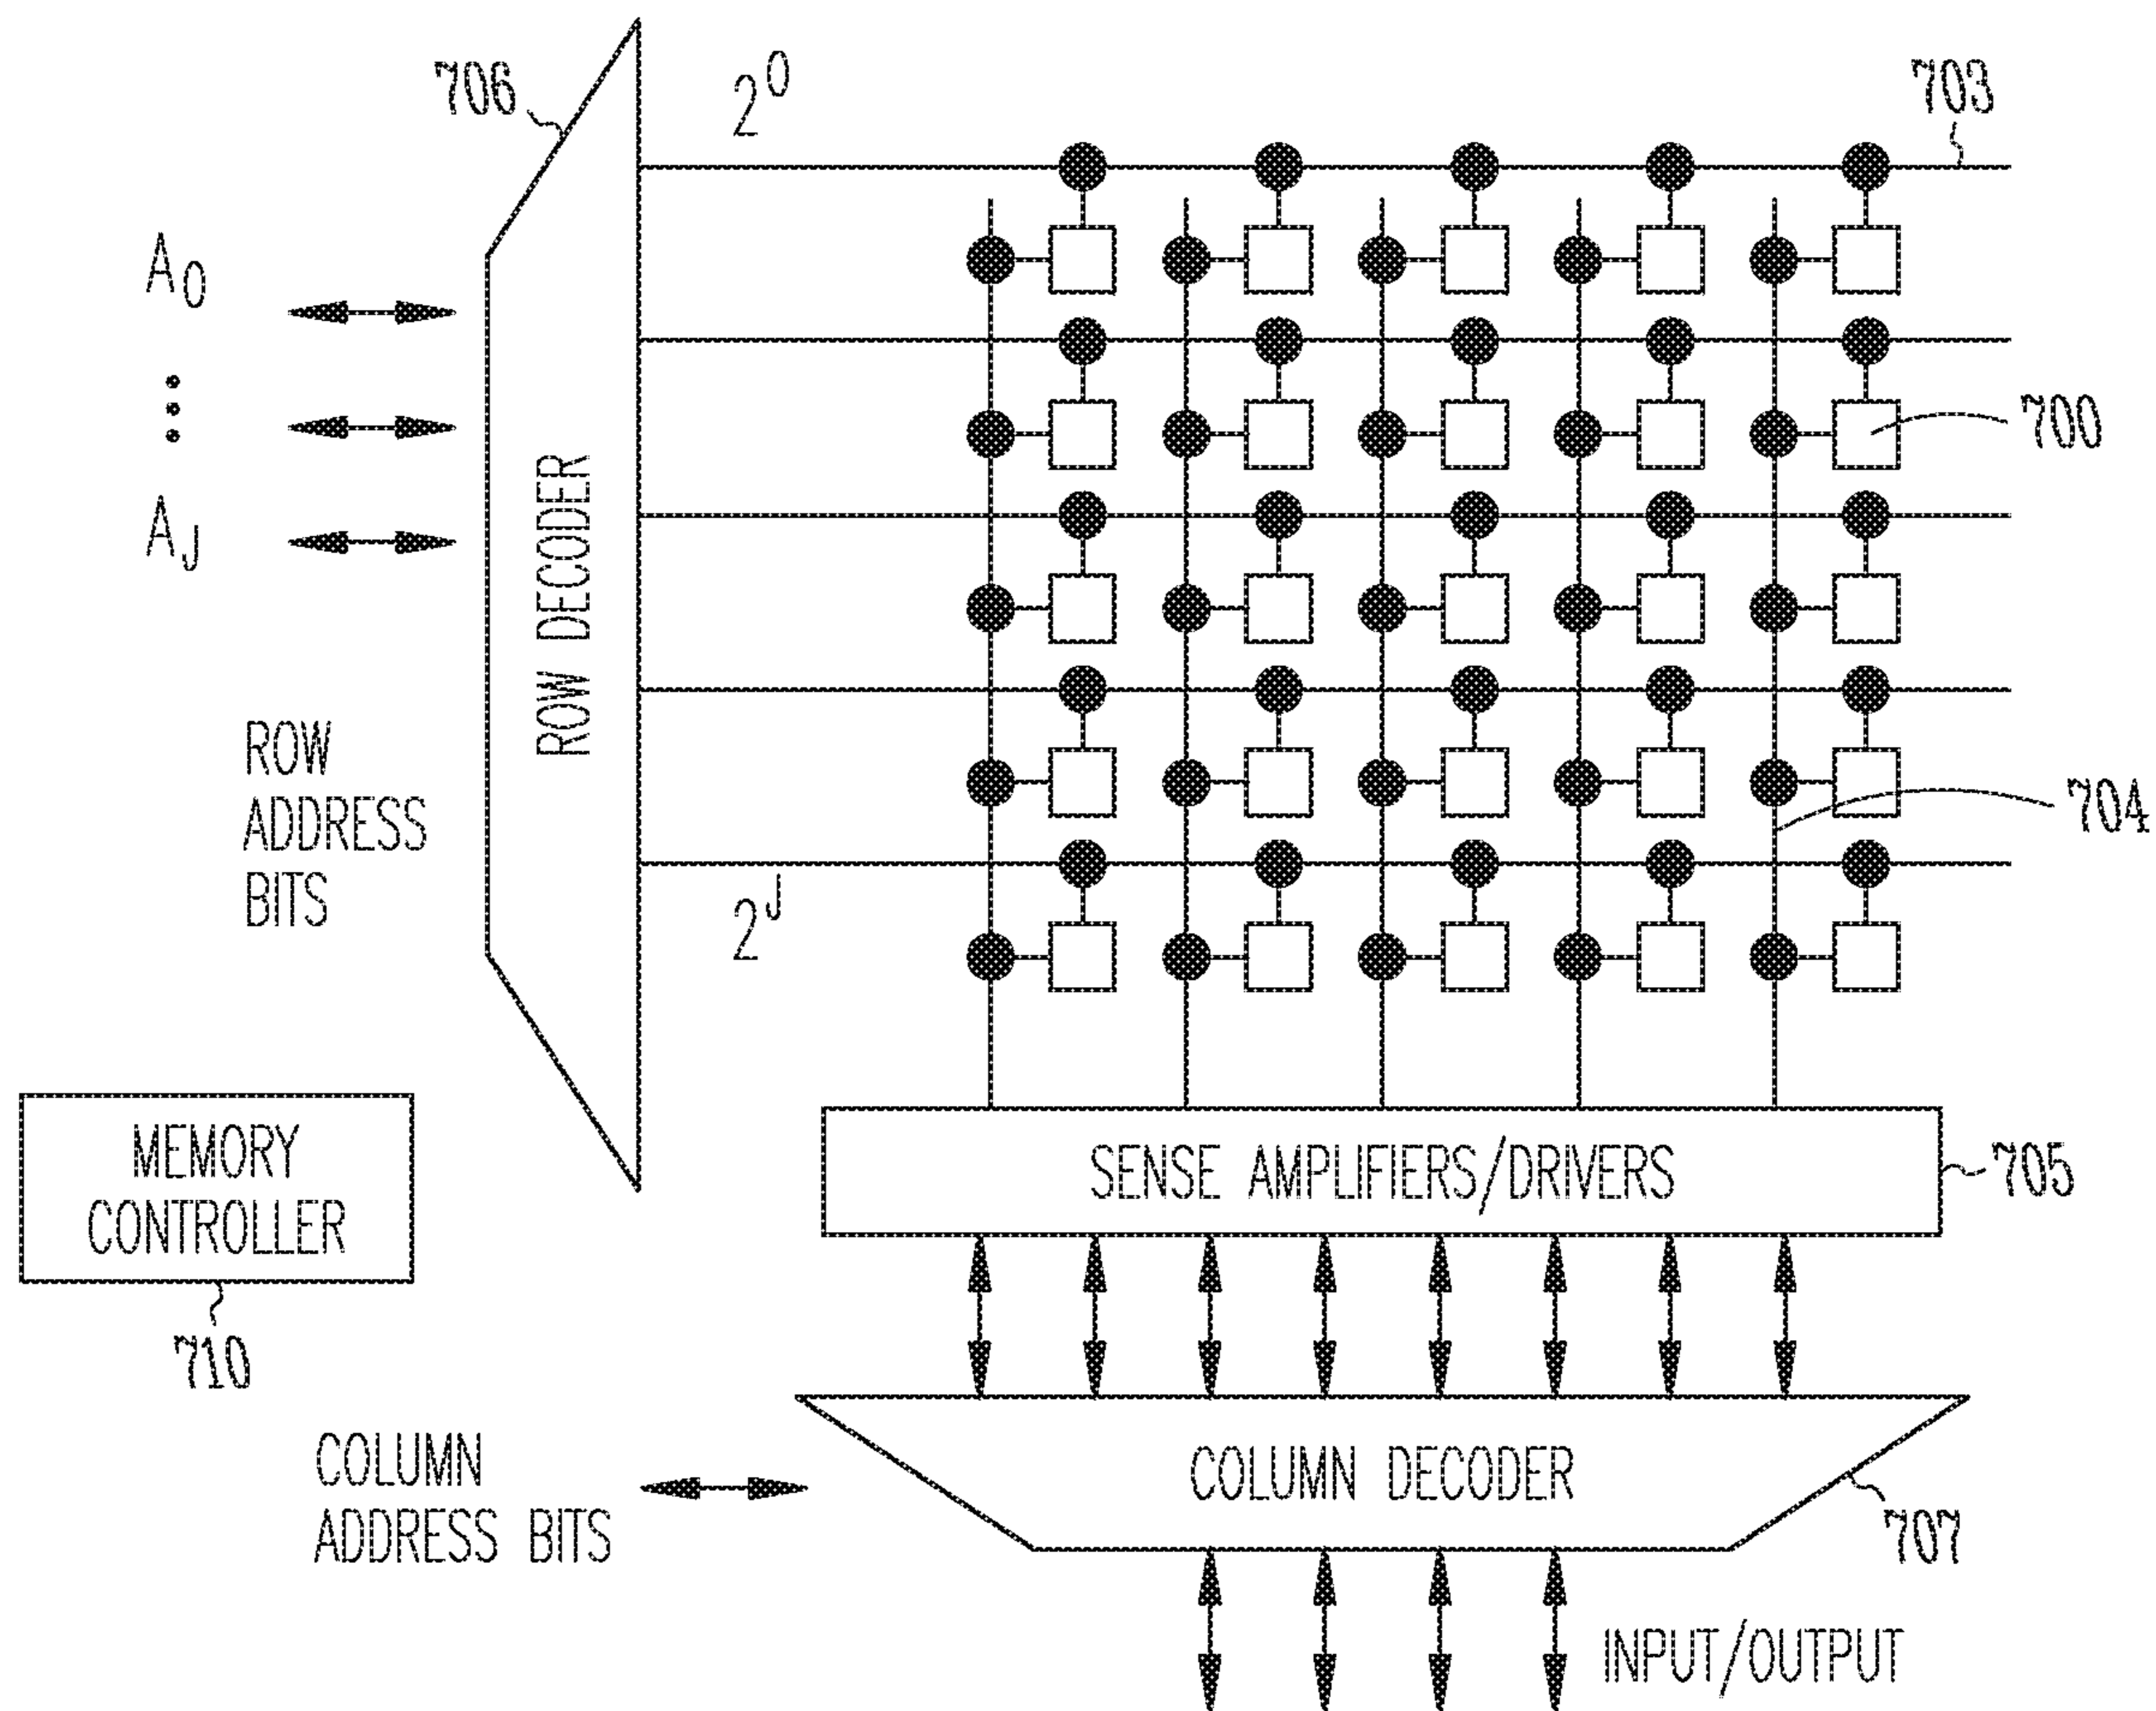 706
2⁰
703
A₀
⋮
A_J
ROW DECODER
700
ROW
ADDRESS
BITS
704
2ᴶ
MEMORY
CONTROLLER
710
SENSE AMPLIFIERS/DRIVERS
705
COLUMN
ADDRESS BITS
COLUMN DECODER
707
INPUT/OUTPUT